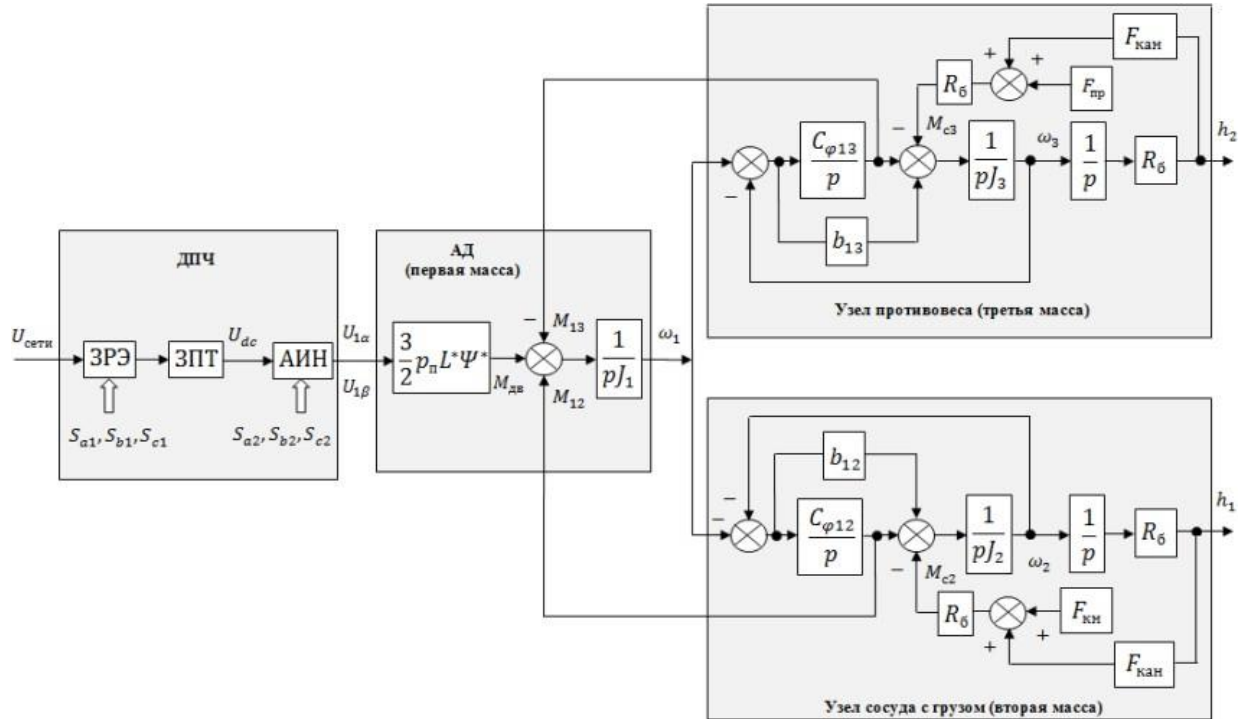 F_кан
+
+
R_б
F_пр
− M_с3
C_φ13 / p
1 / pJ_3
ω_3
1 / p
R_б
h_2
−
b_13
Узел противовеса (третья масса)
ДПЧ
АД
(первая масса)
U_сети
ЗРЭ
ЗПТ
U_dc
АИН
U_1α
U_1β
S_a1, S_b1, S_c1
S_a2, S_b2, S_c2
3/2 p_п L*Ψ*
M_дв
− M_13
M_12
1 / pJ_1
ω_1
b_12
−
−
C_φ12 / p
1 / pJ_2
ω_2
1 / p
R_б
h_1
− M_с2
R_б
F_кн
+
+
F_кан
Узел сосуда с грузом (вторая масса)